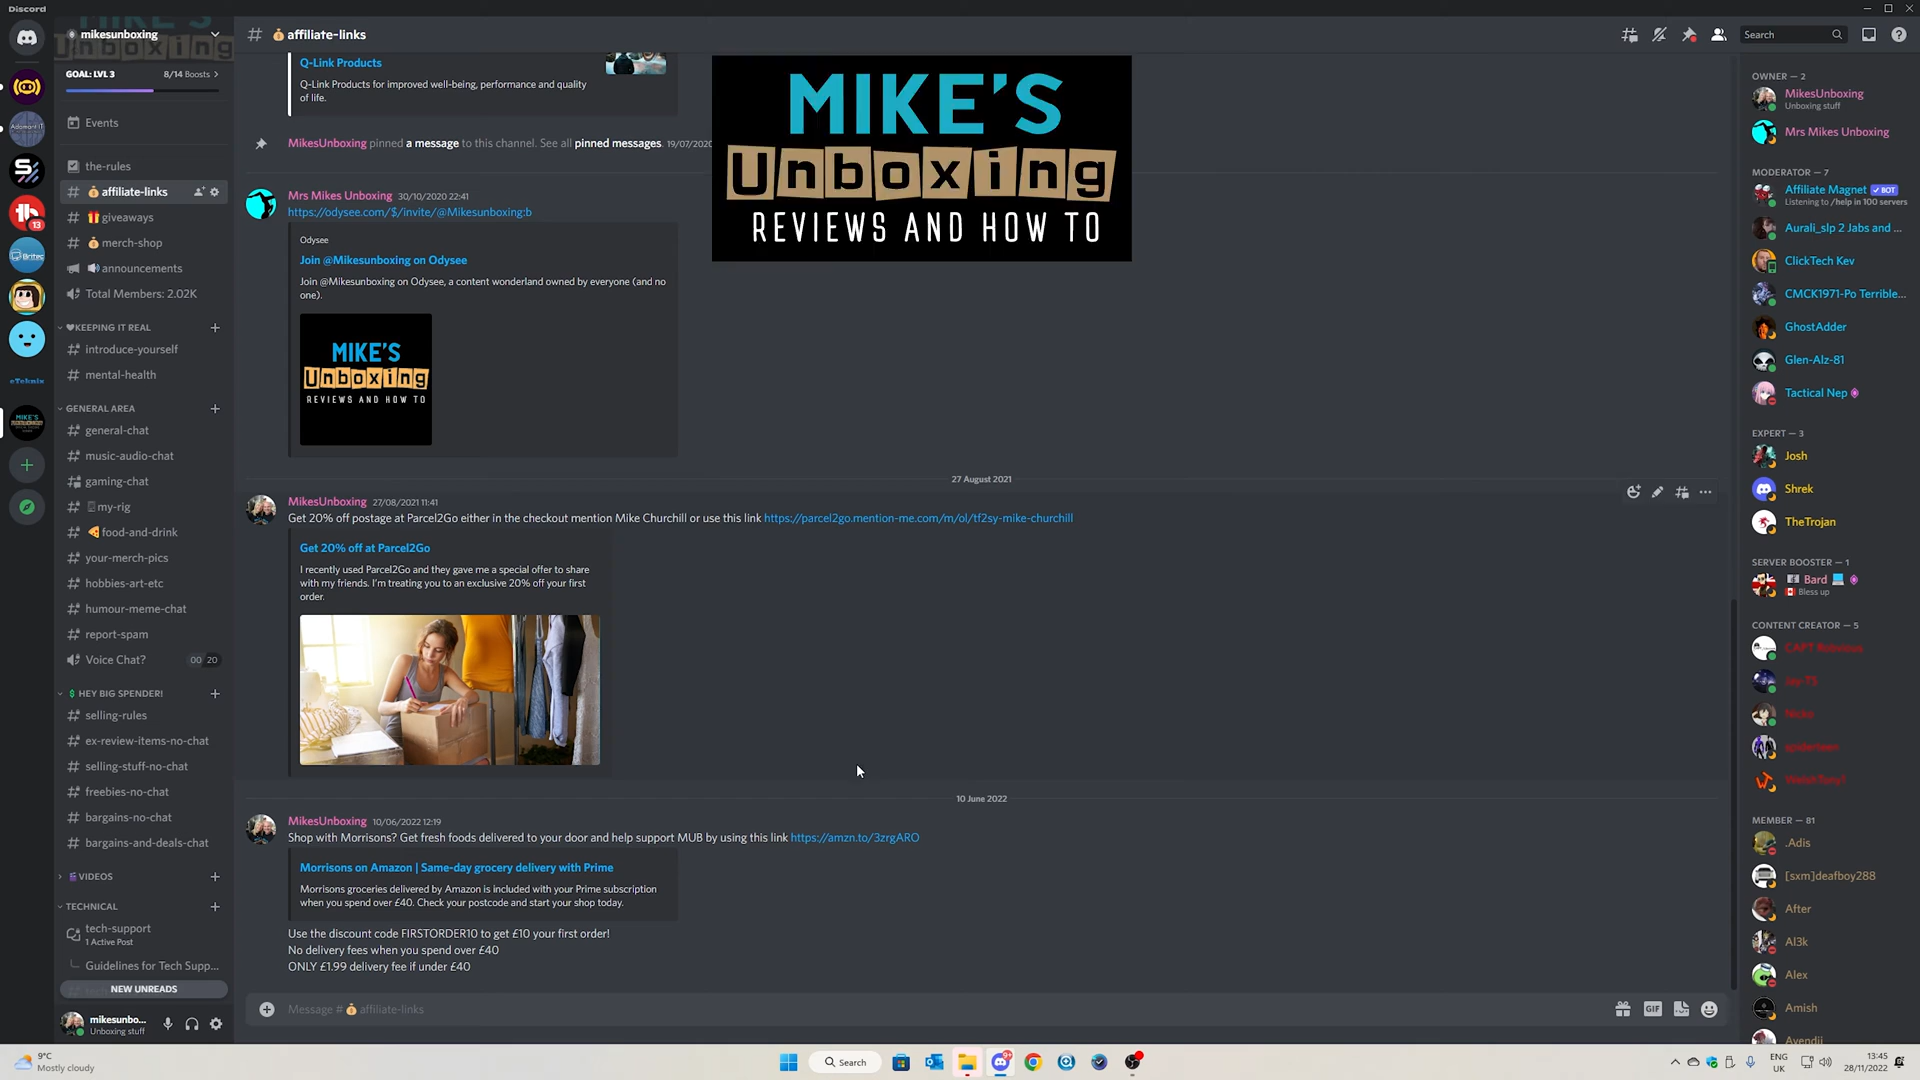 Discord
mikesunboxing
GOAL: LVL 3
8/14 Boosts
Events
the-rules
affiliate-links
giveaways
merch-shop
announcements
Total Members: 2.02K
KEEPING IT REAL
introduce-yourself
mental-health
GENERAL AREA
general-chat
music-audio-chat
gaming-chat
my-rig
food-and-drink
your-merch-pics
hobbies-art-etc
humour-meme-chat
report-spam
Voice Chat?
00 20
HEY BIG SPENDER!
selling-rules
ex-review-items-no-chat
selling-stuff-no-chat
freebies-no-chat
bargains-no-chat
bargains-and-deals-chat
VIDEOS
TECHNICAL
tech-support
1 Active Post
Guidelines for Tech Supp...
NEW UNREADS
mikesunbo...
Unboxing stuff
Adamant IT
13
Britec
eTeknix
affiliate-links
Search
Q-Link Products
Q-Link Products for improved well-being, performance and quality
of life.
MikesUnboxing pinned a message to this channel. See all pinned messages. 19/07/2020
MIKE'S
Unboxing
REVIEWS AND HOW TO
Mrs Mikes Unboxing 30/10/2020 22:41
https://odysee.com/$/invite/@Mikesunboxing:b
Odysee
Join @Mikesunboxing on Odysee
Join @Mikesunboxing on Odysee, a content wonderland owned by everyone (and no
one).
MIKE'S
Unboxing
REVIEWS AND HOW TO
27 August 2021
MikesUnboxing 27/08/2021 11:41
Get 20% off postage at Parcel2Go either in the checkout mention Mike Churchill or use this link https://parcel2go.mention-me.com/m/ol/tf2sy-mike-churchill
Get 20% off at Parcel2Go
I recently used Parcel2Go and they gave me a special offer to share
with my friends. I'm treating you to an exclusive 20% off your first
order.
10 June 2022
MikesUnboxing 10/06/2022 12:19
Shop with Morrisons? Get fresh foods delivered to your door and help support MUB by using this link https://amzn.to/3zrgARO
Morrisons on Amazon | Same-day grocery delivery with Prime
Morrisons groceries delivered by Amazon is included with your Prime subscription
when you spend over £40. Check your postcode and start your shop today.
Use the discount code FIRSTORDER10 to get £10 your first order!
No delivery fees when you spend over £40
ONLY £1.99 delivery fee if under £40
Message # affiliate-links
GIF
OWNER — 2
MikesUnboxing
Unboxing stuff
Mrs Mikes Unboxing
MODERATOR — 7
Affiliate Magnet BOT
Listening to /help in 100 servers
Aurali_slp 2 Jabs and ...
ClickTech Kev
CMCK1971-Po Terrible...
GhostAdder
Glen-Alz-81
Tactical Nep
EXPERT — 3
Josh
Shrek
TheTrojan
SERVER BOOSTER — 1
Bard
Bless up
CONTENT CREATOR — 5
Jay-TS
MEMBER — 81
.Adis
[sxm]deafboy288
After
Al3k
Alex
Amish
Avendii
9°C
Mostly cloudy
Search
ENG
UK
13:45
28/11/2022